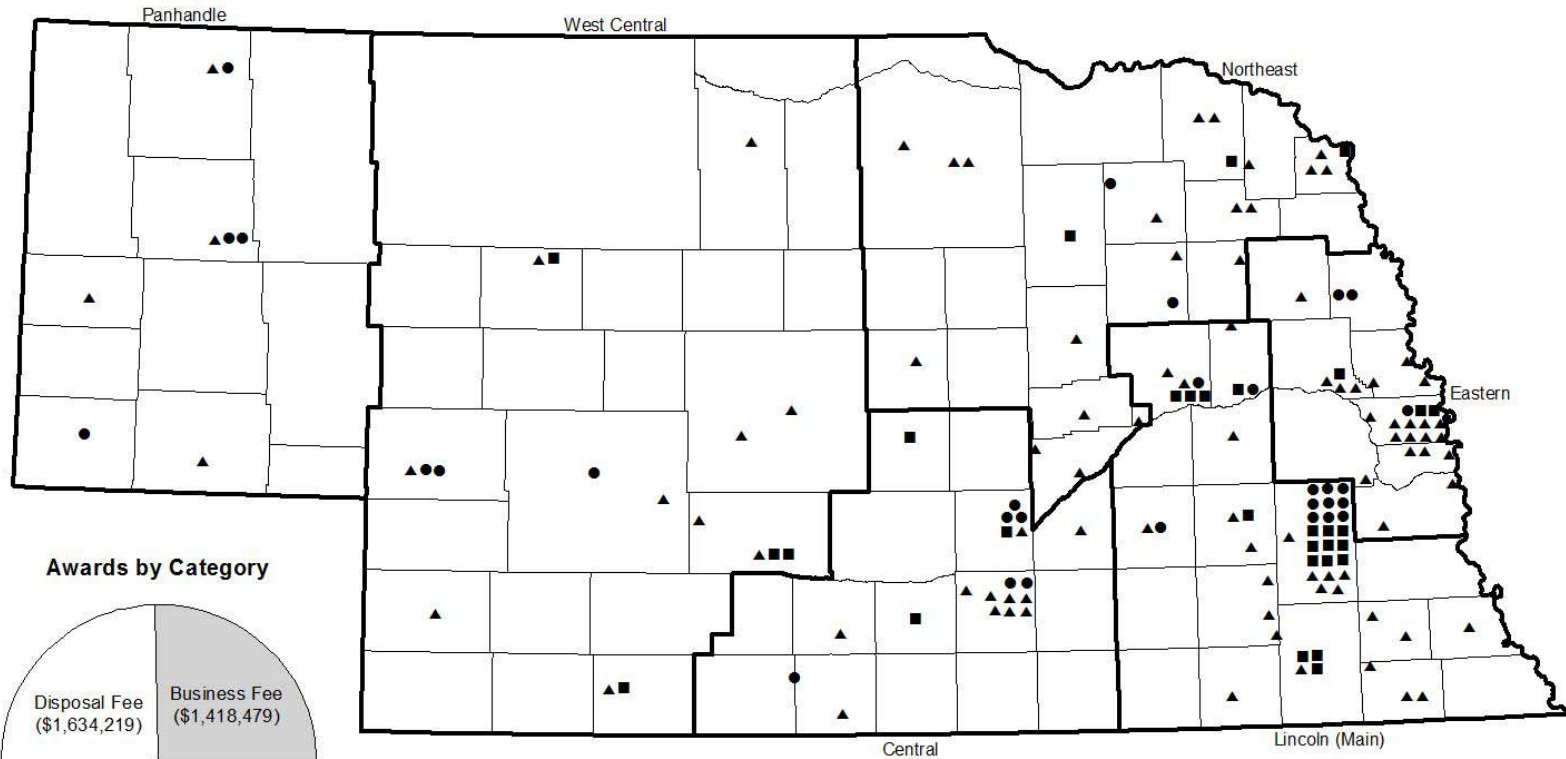 Panhandle
West Central
Northeast
Eastern
Awards by Category
Disposal Fee
($1,634,219)
Business Fee
($1,418,479)
Central
Lincoln (Main)